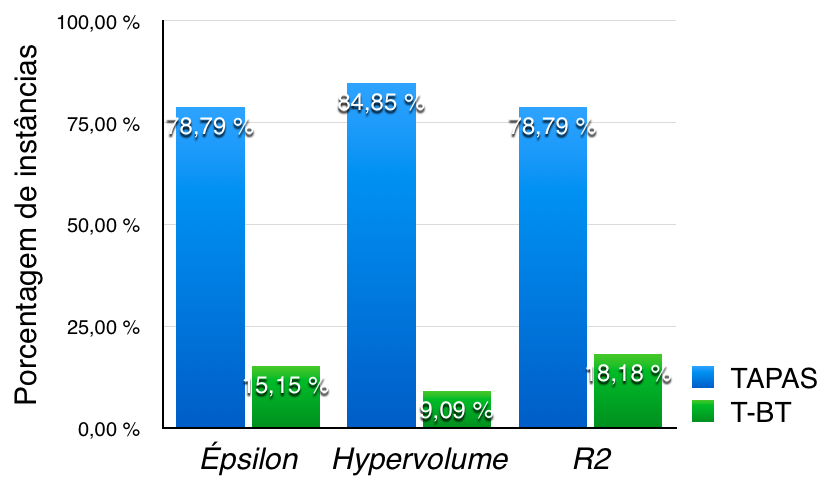 100,00 %
75,00 %
50,00 %
25,00 %
0,00 %
Porcentagem de instâncias
78,79 %
15,15 %
84,85 %
9,09 %
78,79 %
18,18 %
Épsilon
Hypervolume
R2
TAPAS
T-BT